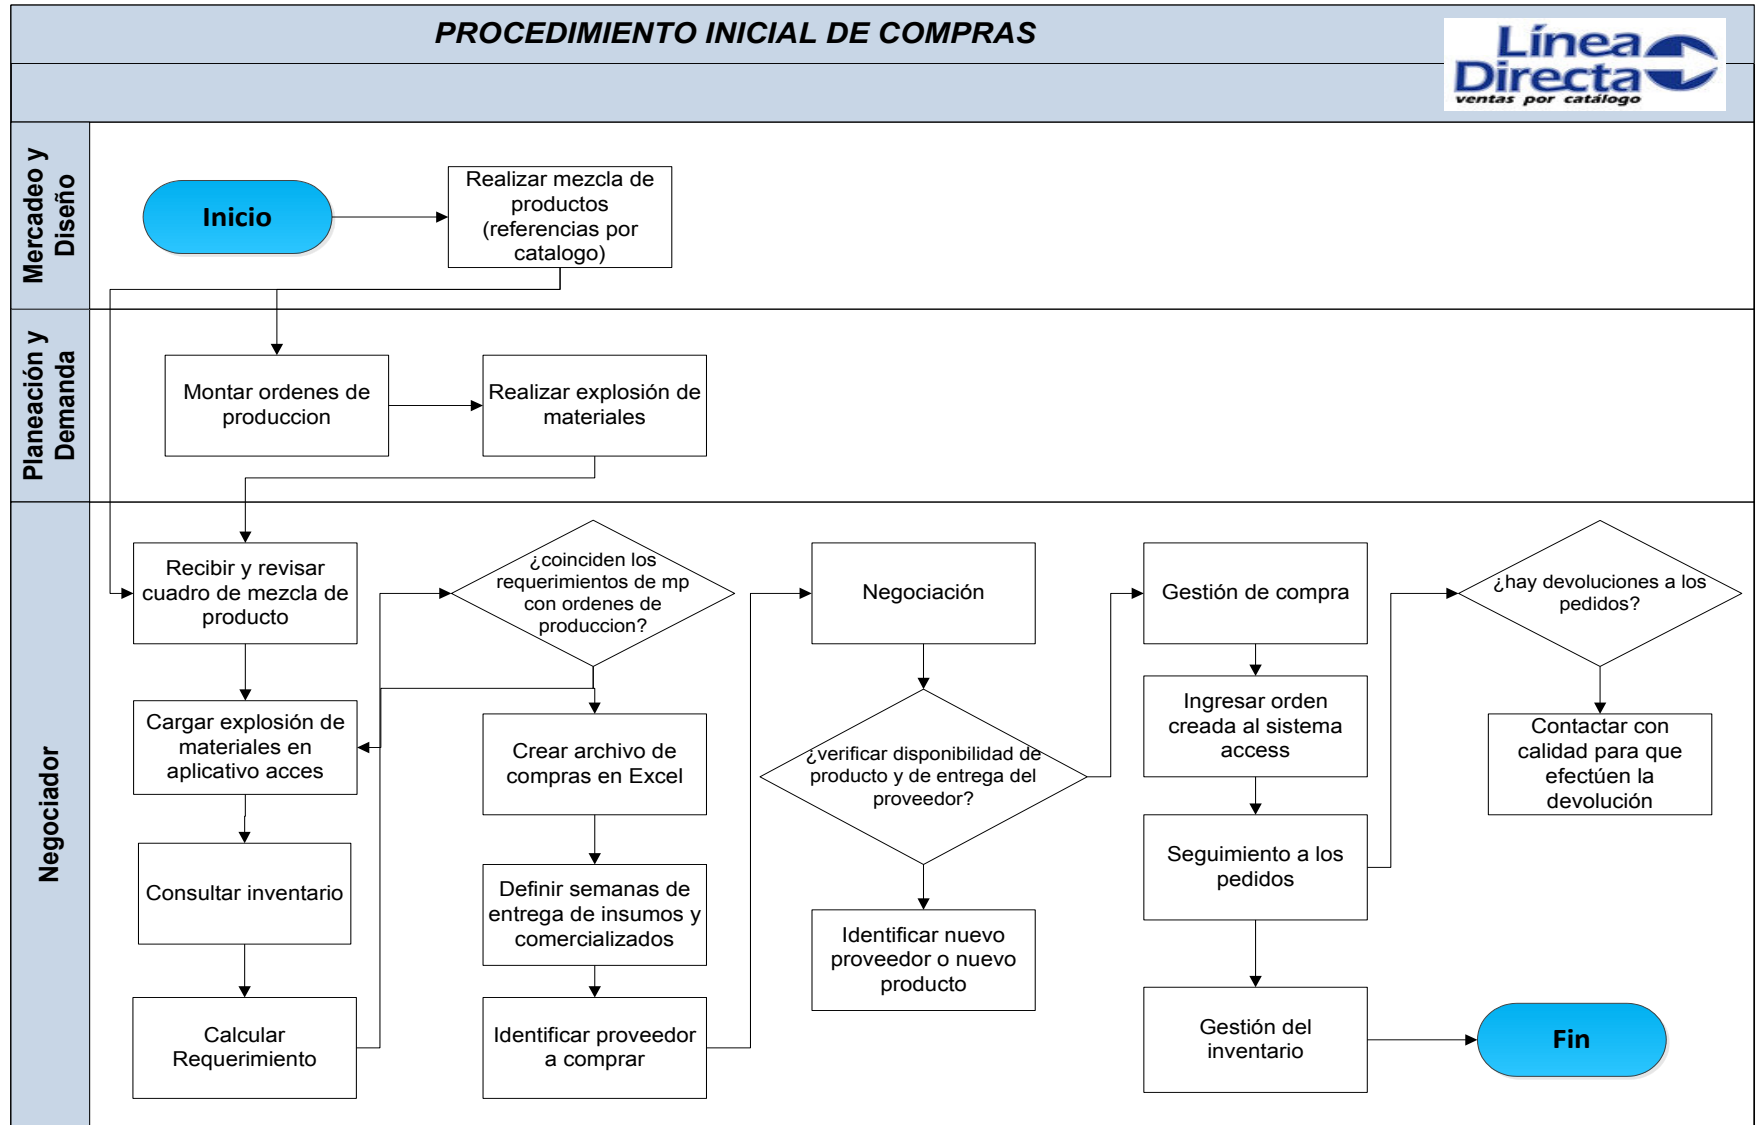 PROCEDIMIENTO INICIAL DE COMPRAS
Línea
Directa
ventas por catálogo
Mercadeo y
Diseño
Inicio
Realizar mezcla de
productos
(referencias por
catalogo)
Planeación y
Demanda
Montar ordenes de
produccion
Realizar explosión de
materiales
Negociador
Recibir y revisar
cuadro de mezcla de
producto
Cargar explosión de
materiales en
aplicativo acces
Consultar inventario
Calcular
Requerimiento
¿coinciden los
requerimientos de mp
con ordenes de
produccion?
Crear archivo de
compras en Excel
Definir semanas de
entrega de insumos y
comercializados
Identificar proveedor
a comprar
Negociación
¿verificar disponibilidad de
producto y de entrega del
proveedor?
Identificar nuevo
proveedor o nuevo
producto
Gestión de compra
Ingresar orden
creada al sistema
access
Seguimiento a los
pedidos
Gestión del
inventario
¿hay devoluciones a los
pedidos?
Contactar con
calidad para que
efectúen la
devolución
Fin